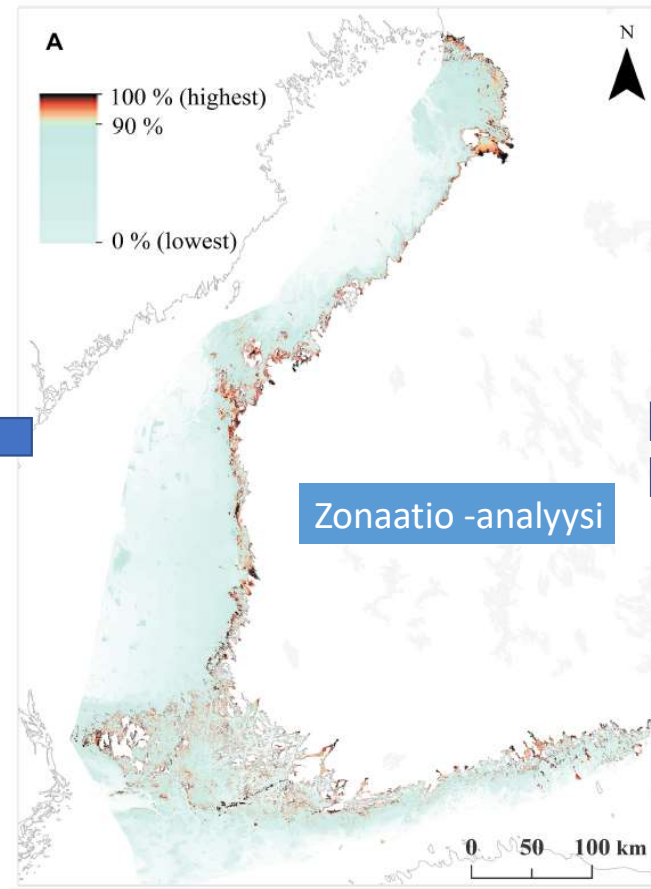 A
N
100 % (highest)
90 %
0 % (lowest)
Zonaatio -analyysi
0 50 100 km